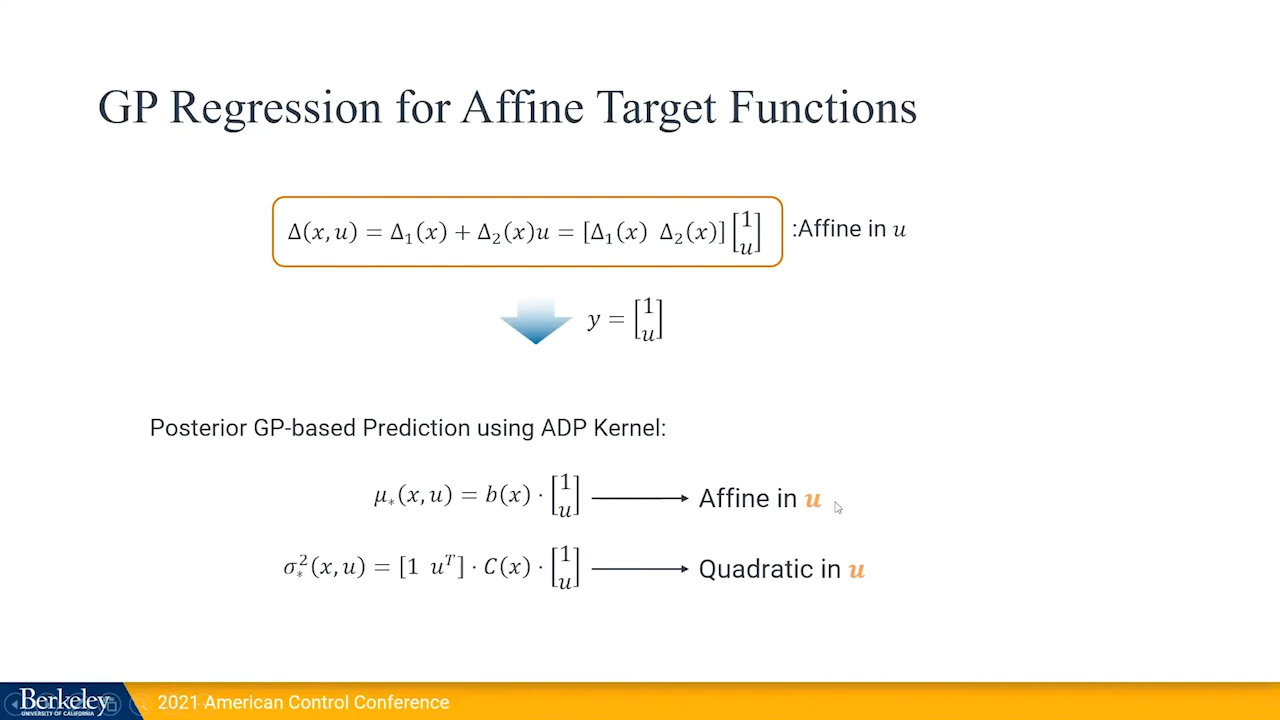 GP Regression for Affine Target Functions
Δ(x, u) = Δ₁(x) + Δ₂(x)u = [Δ₁(x) Δ₂(x)] [1 u] :Affine in u
y = [1 u]
Posterior GP-based Prediction using ADP Kernel:
μ*(x, u) = b(x) · [1 u] → Affine in u
σ*²(x, u) = [1 uᵀ] · C(x) · [1 u] → Quadratic in u
Berkeley
UNIVERSITY OF CALIFORNIA
2021 American Control Conference